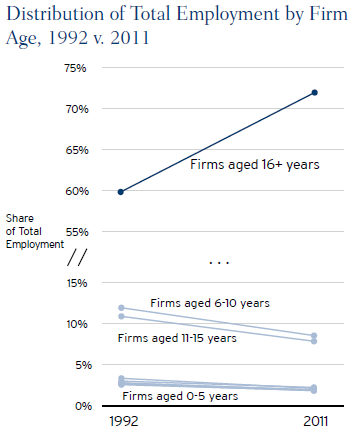 Distribution of Total Employment by Firm
Age, 1992 v. 2011
75%
70%
65%
Firms aged 16+ years
60%
Share
of Total
Employment
55%
//
...
15%
Firms aged 6-10 years
10%
Firms aged 11-15 years
5%
Firms aged 0-5 years
0%
1992
2011